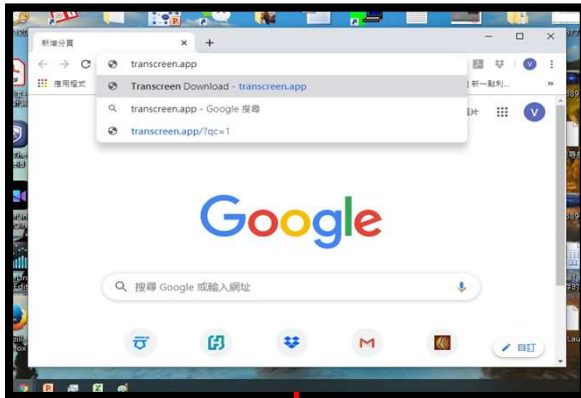 新增分頁
transcreen.app
應用程式
Transcreen Download - transcreen.app
transcreen.app - Google 搜尋
transcreen.app/?qc=1
V
V
Google
搜尋 Google 或輸入網址
自訂